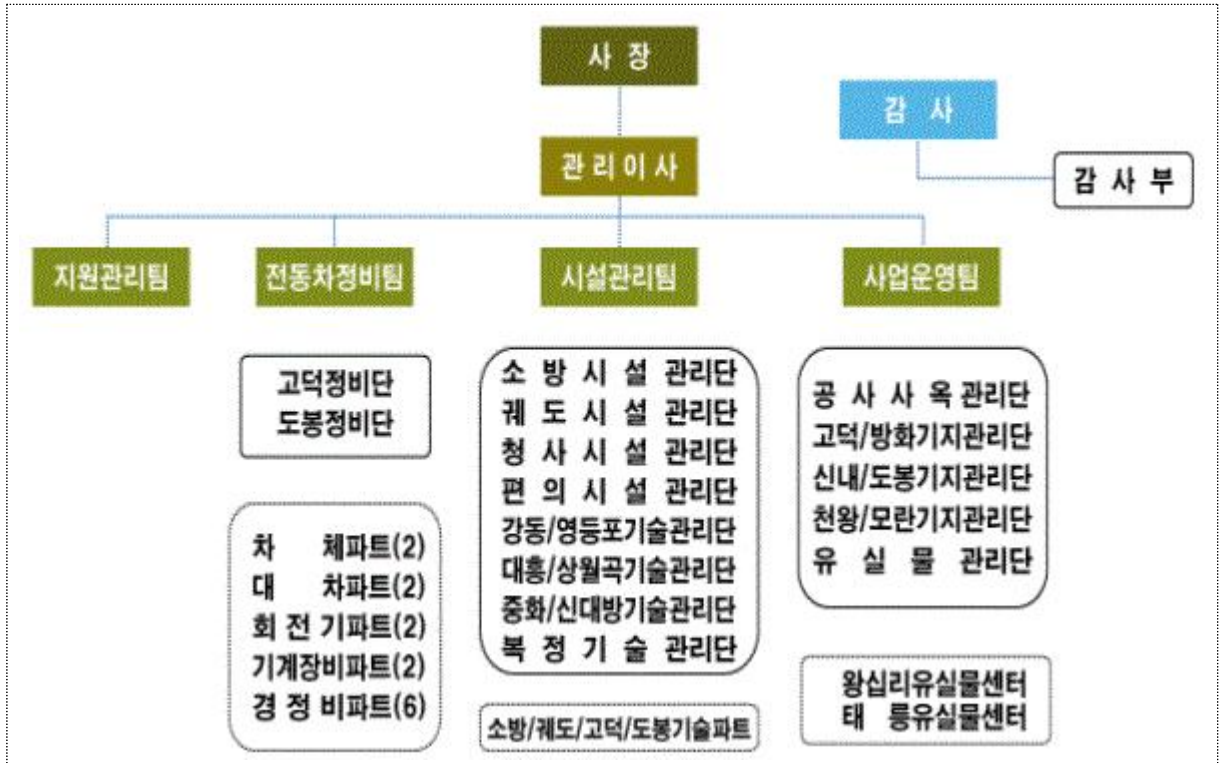 사 장
감 사
관 리 이 사
감 사 부
지원관리팀
전동차정비팀
시설관리팀
사업운영팀
고덕정비단
도봉정비단
차 체파트(2)
대 차파트(2)
회 전 기파트(2)
기계장비파트(2)
경 정 비파트(6)
소 방 시 설 관리단
궤 도 시 설 관리단
청 사 시 설 관리단
편 의 시 설 관리단
강동/영등포기술관리단
대흥/상월곡기술관리단
중화/신대방기술관리단
복 정 기 술 관리단
소방/궤도/고덕/도봉기술파트
공 사 사 옥 관리단
고덕/방화기지관리단
신내/도봉기지관리단
천왕/모란기지관리단
유 실 물 관리단
왕십리유실물센터
태 릉유실물센터